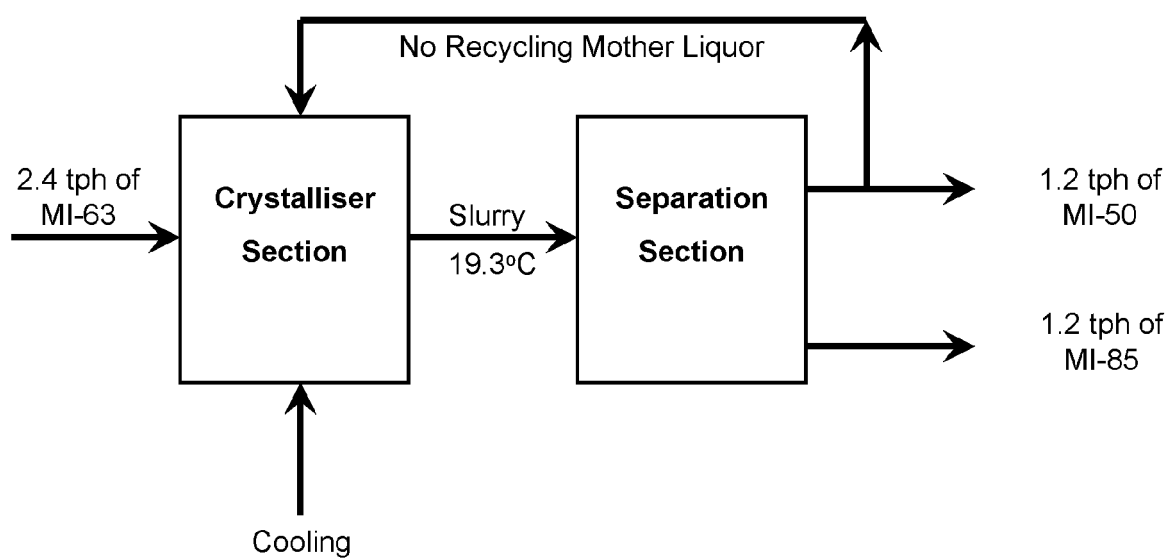 No Recycling Mother Liquor
2.4 tph of
MI-63
Crystalliser
Section
Slurry
19.3°C
Separation
Section
1.2 tph of
MI-50
1.2 tph of
MI-85
Cooling